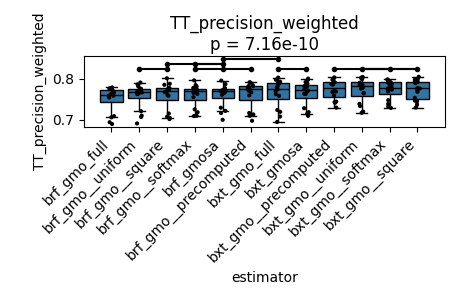 TT_precision_weighted
p = 7.16e-10
TT_precision_weighted
0.8
0.7
brf_gmo_full
brf_gmo__uniform
brf_gmo__square
brf_gmo__softmax
brf_gmosa
brf_gmo__precomputed
bxt_gmo_full
bxt_gmosa
bxt_gmo__precomputed
bxt_gmo__uniform
bxt_gmo__softmax
bxt_gmo__square
estimator